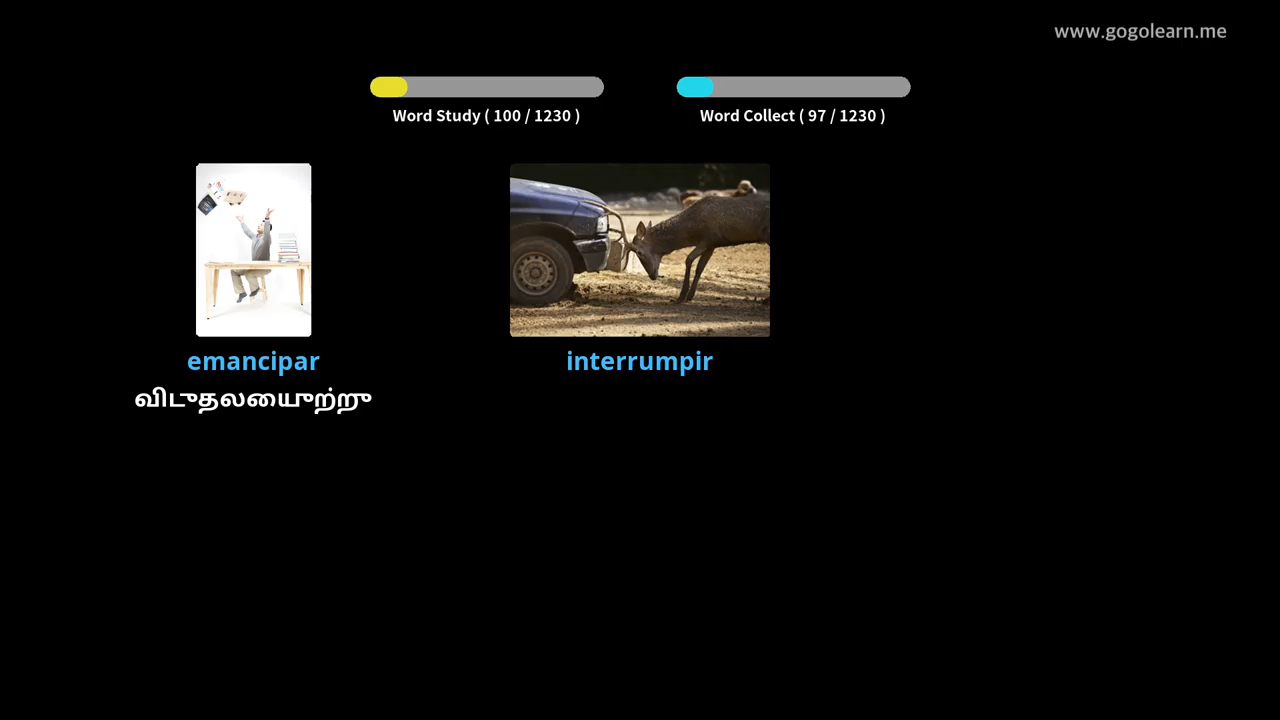 www.gogolearn.me
Word Study ( 100 / 1230 )
Word Collect ( 97 / 1230 )
emancipar
interrumpir
விடுதலையுற்று